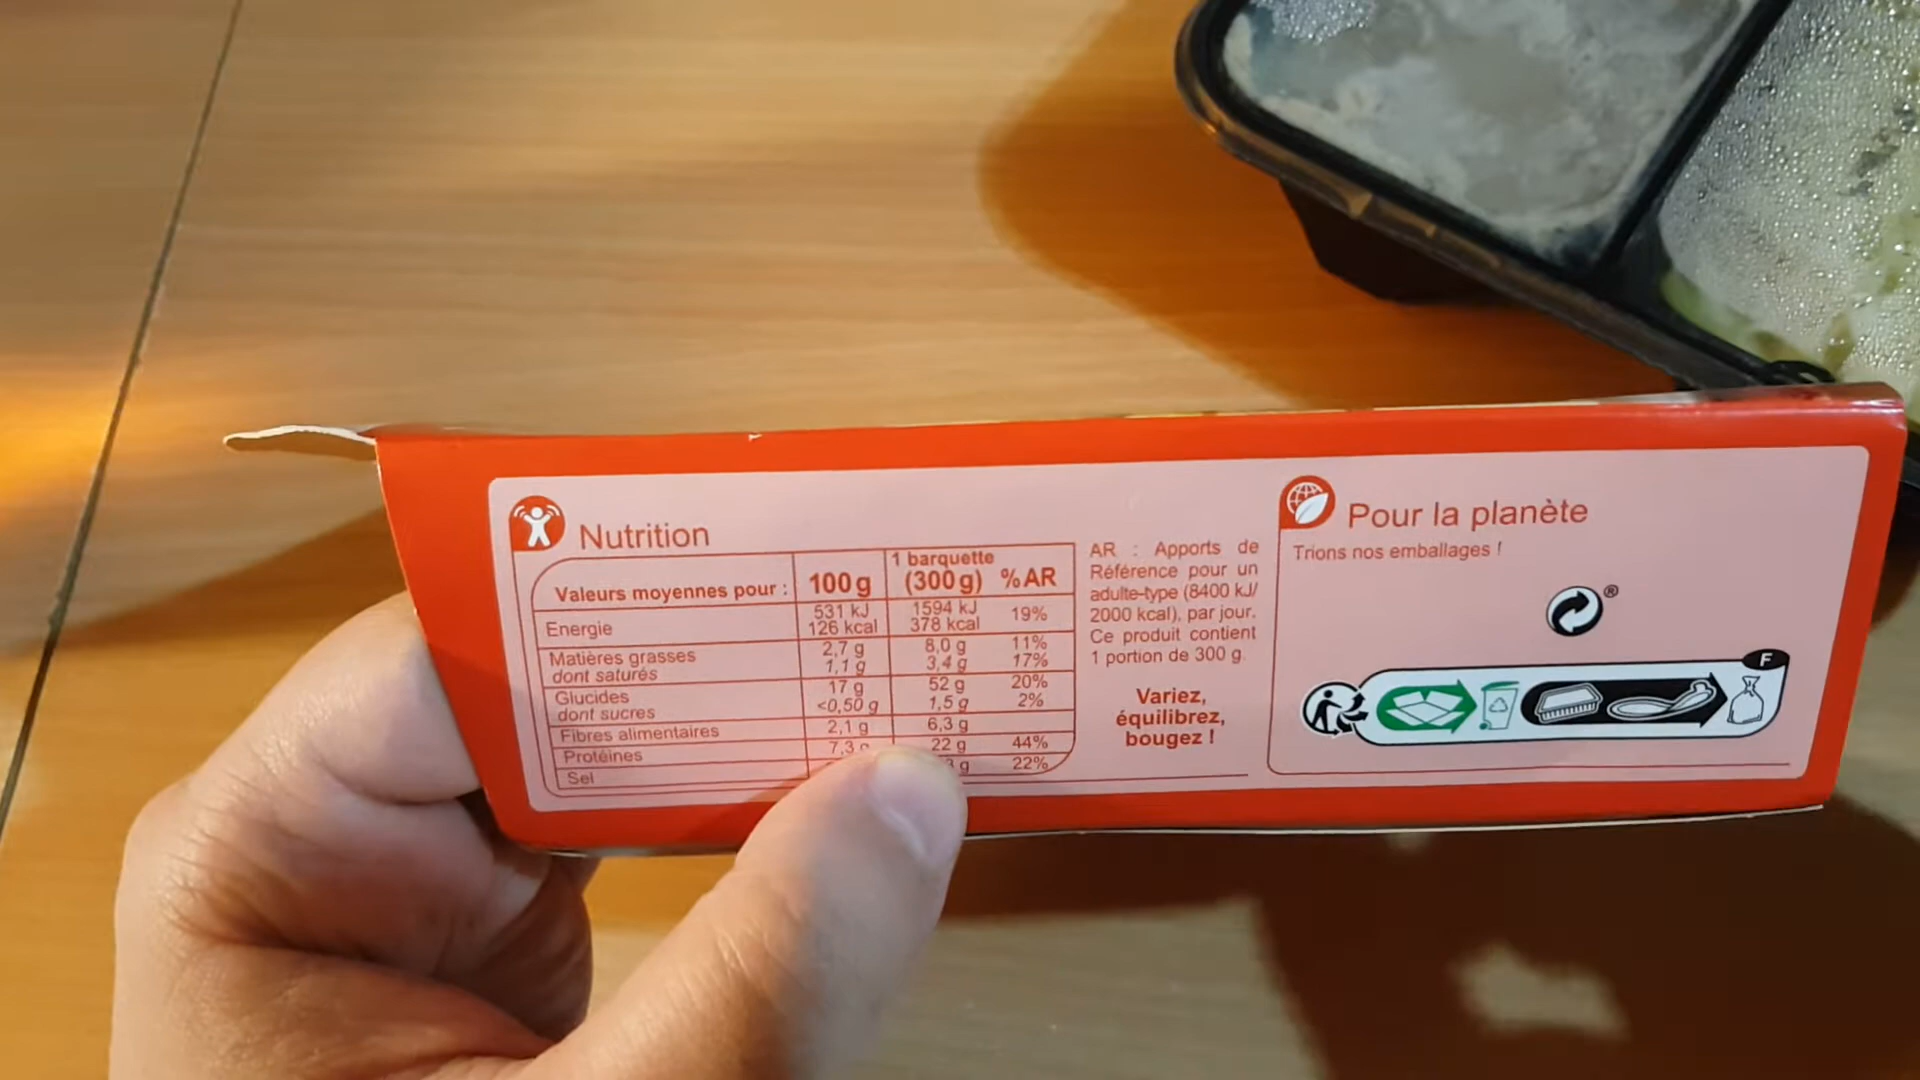 Nutrition
Valeurs moyennes pour : 100 g 1 barquette (300 g) % AR
Energie 531 kJ 1594 kJ 19%
126 kcal 378 kcal
Matières grasses 2,7 g 8,0 g 11%
dont saturés 1,1 g 3,4 g 17%
Glucides 17 g 52 g 20%
dont sucres <0,50 g 1,5 g 2%
Fibres alimentaires 2,1 g 6,3 g
Protéines 7,3 22 g 44%
Sel g 22%
AR : Apports de
Référence pour un
adulte-type (8400 kJ/
2000 kcal), par jour.
Ce produit contient
1 portion de 300 g.
Variez,
équilibrez,
bougez !
Pour la planète
Trions nos emballages !
®
F